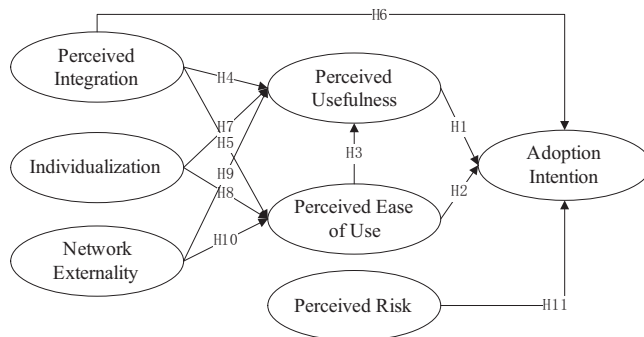 H6
Perceived
Integration
H4
Perceived
Usefulness
H7
H5
H1
Individualization
H9
H3
Adoption
Intention
H8
H2
Perceived Ease
of Use
Network
Externality
H10
Perceived Risk
H11